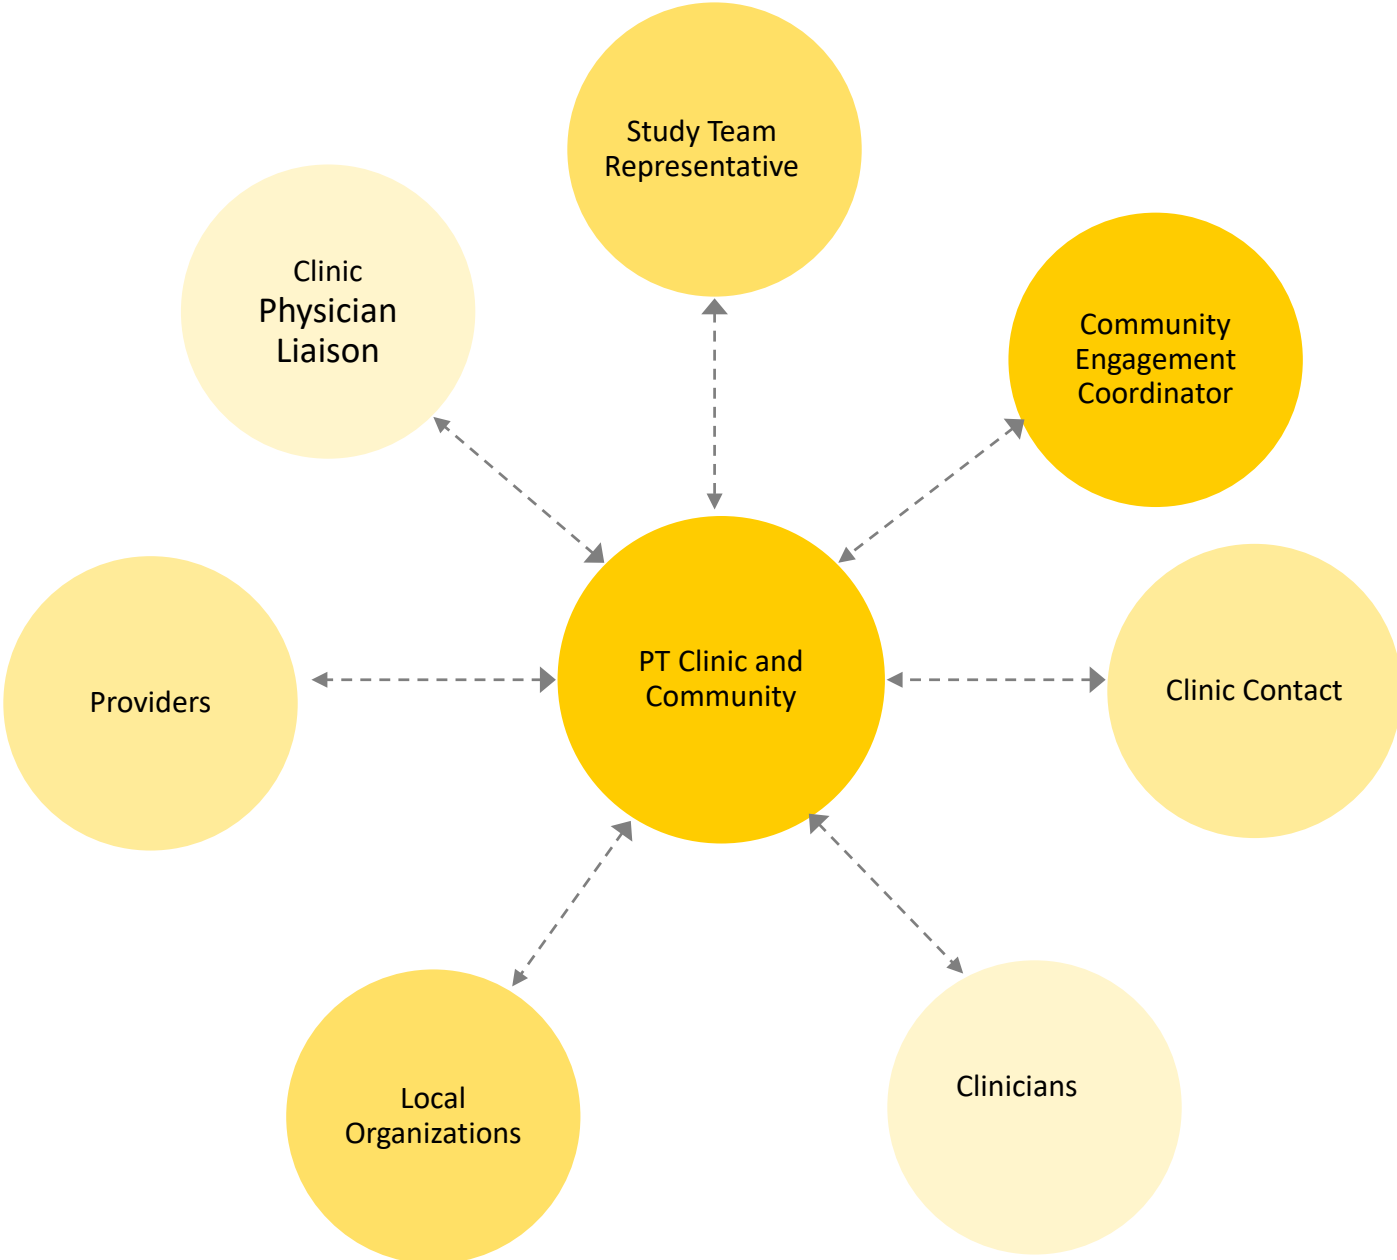 Study Team
Representative
Clinic
Physician
Liaison
Community
Engagement
Coordinator
PT Clinic and
Community
Providers
Clinic Contact
Local
Organizations
Clinicians